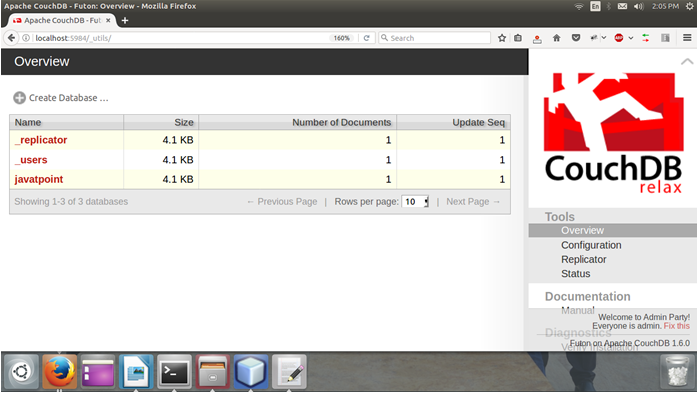 Apache CouchDB - Futon: Overview - Mozilla Firefox
En
2:05 PM
Apache CouchDB - Fut...
localhost:5984/_utils/
160%
Search
ABP
Overview
Create Database ...
Name Size Number of Documents Update Seq
_replicator 4.1 KB 1 1
_users 4.1 KB 1 1
javatpoint 4.1 KB 1 1
Showing 1-3 of 3 databases
← Previous Page | Rows per page: 10 | Next Page →
CouchDB
relax
Tools
Overview
Configuration
Replicator
Status
Documentation
Manual
Welcome to Admin Party!
Everyone is admin. Fix this
Diagnostics
Verify Installation
Futon on Apache CouchDB 1.6.0